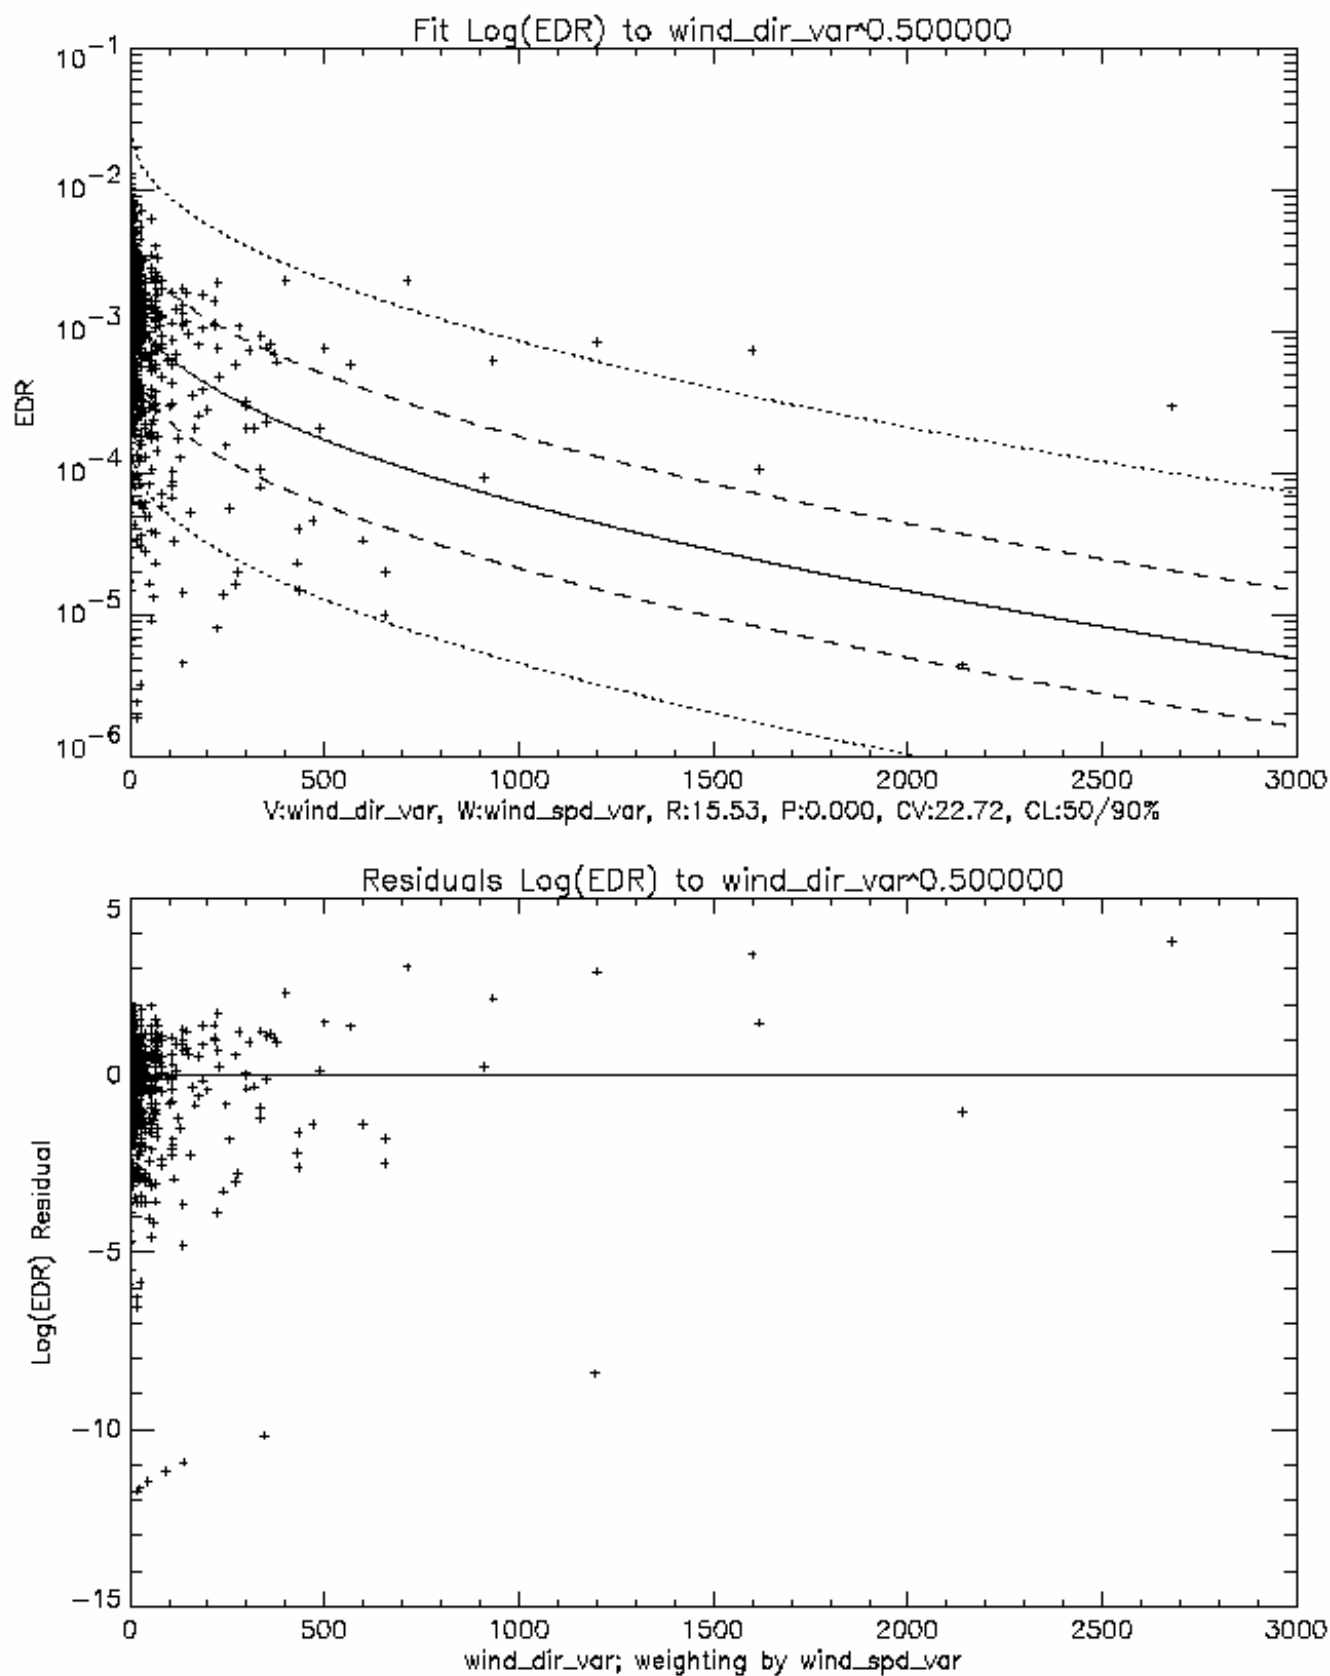 Fit Log(EDR) to wind_dir_var^0.500000
10^-1
10^-2
10^-3
10^-4
10^-5
10^-6
EDR
0 500 1000 1500 2000 2500 3000
V:wind_dir_var, W:wind_spd_var, R:15.53, P:0.000, CV:22.72, CL:50/90%
Residuals Log(EDR) to wind_dir_var^0.500000
5
0
-5
-10
-15
Log(EDR) Residual
0 500 1000 1500 2000 2500 3000
wind_dir_var; weighting by wind_spd_var